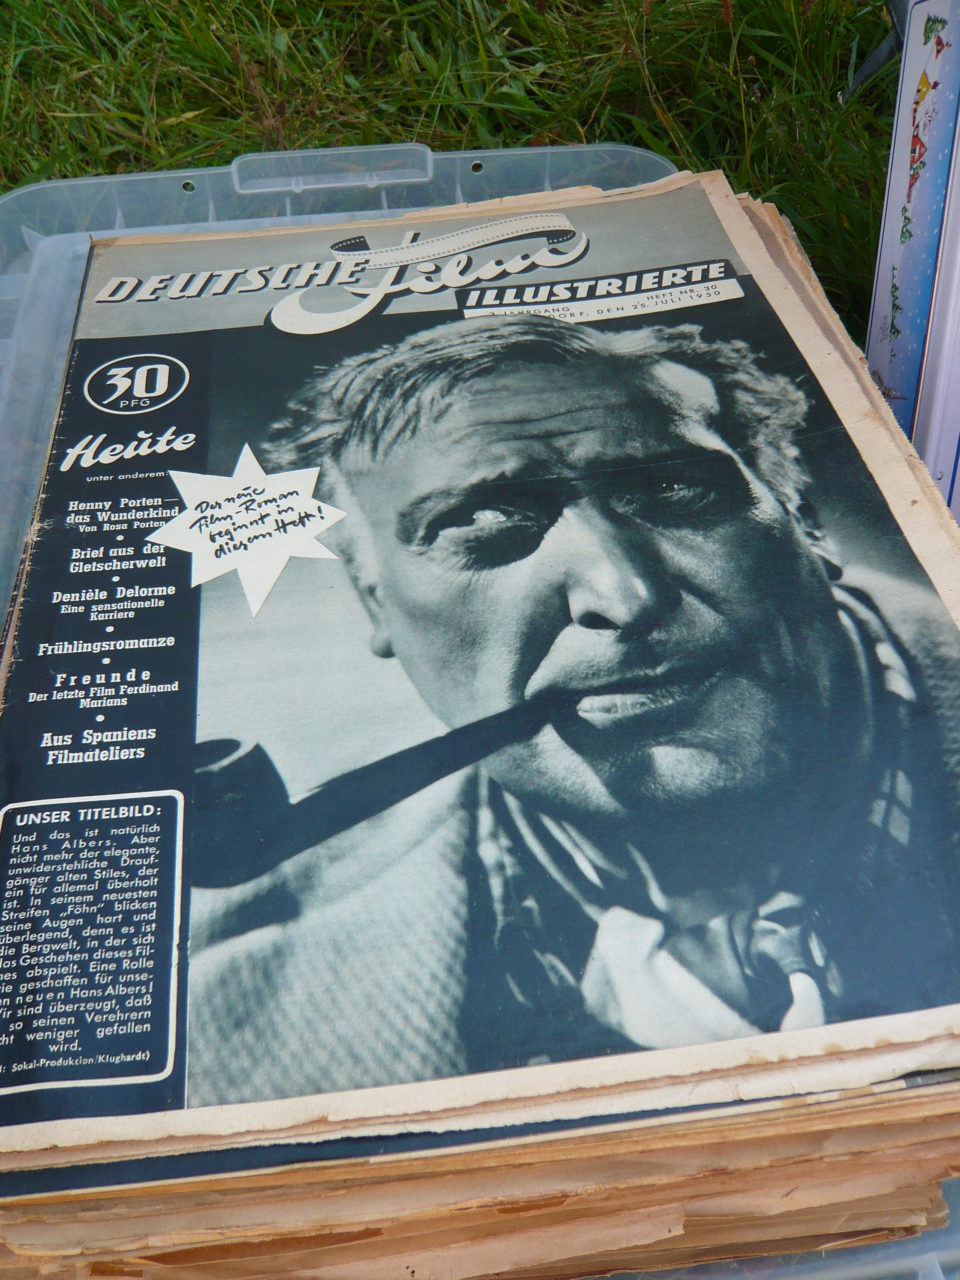 DEUTSCHE Film
ILLUSTRIERTE
JAHRGANG HEFT NR. 30
DORF, DEN 25. JULI 1950
30
PFG
Heute
unter anderem:
Henny Porten—
das Wunderkind
Von Rosa Porten
Brief aus der
Gletscherwelt
Denièle Delorme
Eine sensationelle
Karriere
Frühlingsromanze
Freunde
Der letzte Film Ferdinand
Marians
Aus Spaniens
Filmateliers
Der neue
Film-Roman
beginnt in
diesem Heft!
UNSER TITELBILD:
Und das ist natürlich
Hans Albers. Aber
nicht mehr der elegante,
unwiderstehliche Drauf-
gänger alten Stiles, der
ein für allemal überholt
ist. In seinem neuesten
Streifen „Föhn" blicken
seine Augen hart und
überlegend, denn es ist
die Bergwelt, in der sich
das Geschehen dieses Fil-
mes abspielt. Eine Rolle
wie geschaffen für unse-
ren neuen Hans Albers!
Wir sind überzeugt, daß
so seinen Verehrern
cht weniger gefallen
wird.
: Sokal-Produktion/Klughardt)